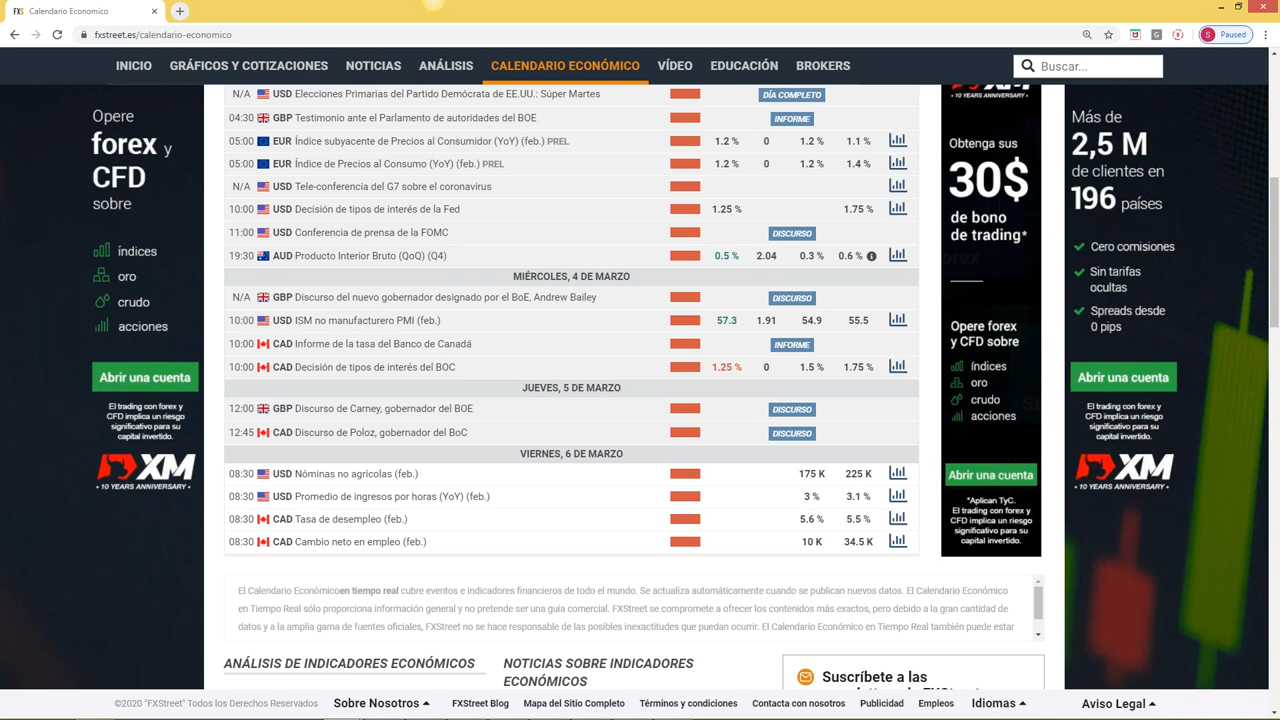 FXS Calendario Economico
fxstreet.es/calendario-economico
S Paused
INICIO GRÁFICOS Y COTIZACIONES NOTICIAS ANÁLISIS CALENDARIO ECONÓMICO VÍDEO EDUCACIÓN BROKERS
Buscar...
N/A USD Elecciones Primarias del Partido Demócrata de EE.UU.: Súper Martes DÍA COMPLETO
04:30 GBP Testimonio ante el Parlamento de autoridades del BOE INFORME
05:00 EUR Índice subyacente de Precios al Consumidor (YoY) (feb.) PREL 1.2 % 0 1.2 % 1.1 %
05:00 EUR Índice de Precios al Consumo (YoY) (feb.) PREL 1.2 % 0 1.2 % 1.4 %
N/A USD Tele-conferencia del G7 sobre el coronavirus
10:00 USD Decisión de tipos de interés de la Fed 1.25 % 1.75 %
11:00 USD Conferencia de prensa de la FOMC DISCURSO
19:30 AUD Producto Interior Bruto (QoQ) (Q4) 0.5 % 2.04 0.3 % 0.6 %
MIÉRCOLES, 4 DE MARZO
N/A GBP Discurso del nuevo gobernador designado por el BoE, Andrew Bailey DISCURSO
10:00 USD ISM no manufacturero PMI (feb.) 57.3 1.91 54.9 55.5
10:00 CAD Informe de la tasa del Banco de Canadá INFORME
10:00 CAD Decisión de tipos de interés del BOC 1.25 % 0 1.5 % 1.75 %
JUEVES, 5 DE MARZO
12:00 GBP Discurso de Carney, gobernador del BOE DISCURSO
12:45 CAD Discurso de Poloz, gobernador del BoC DISCURSO
VIERNES, 6 DE MARZO
08:30 USD Nóminas no agrícolas (feb.) 175 K 225 K
08:30 USD Promedio de ingresos por horas (YoY) (feb.) 3 % 3.1 %
08:30 CAD Tasa de desempleo (feb.) 5.6 % 5.5 %
08:30 CAD Cambio neto en empleo (feb.) 10 K 34.5 K
El Calendario Económicoen tiempo real cubre eventos e indicadores financieros de todo el mundo. Se actualiza automáticamente cuando se publican nuevos datos. El Calendario Económico
en Tiempo Real sólo proporciona información general y no pretende ser una guía comercial. FXStreet se compromete a ofrecer los contenidos más exactos, pero debido a la gran cantidad de
datos y a la amplia gama de fuentes oficiales, FXStreet no se hace responsable de las posibles inexactitudes que puedan ocurrir. El Calendario Económico en Tiempo Real también puede estar
ANÁLISIS DE INDICADORES ECONÓMICOS
NOTICIAS SOBRE INDICADORES
ECONÓMICOS
Suscríbete a las
Opere
forex y
CFD
sobre
índices
oro
crudo
acciones
Abrir una cuenta
El trading con forex y
CFD implica un riesgo
significativo para su
capital invertido.
XM
10 YEARS ANNIVERSARY
10 YEARS ANNIVERSARY
Obtenga sus
30$
de bono
de trading*
Opere forex
y CFD sobre
índices
oro
crudo
acciones
Abrir una cuenta
*Aplican TyC.
El trading con forex y
CFD implica un riesgo
significativo para su
capital invertido.
Más de
2,5 M
de clientes en
196 países
Cero comisiones
Sin tarifas
ocultas
Spreads desde
0 pips
Abrir una cuenta
El trading con forex y
CFD implica un riesgo
significativo para su
capital invertido.
XM
10 YEARS ANNIVERSARY
©2020 "FXStreet" Todos los Derechos Reservados Sobre Nosotros FXStreet Blog Mapa del Sitio Completo Términos y condiciones Contacta con nosotros Publicidad Empleos Idiomas Aviso Legal